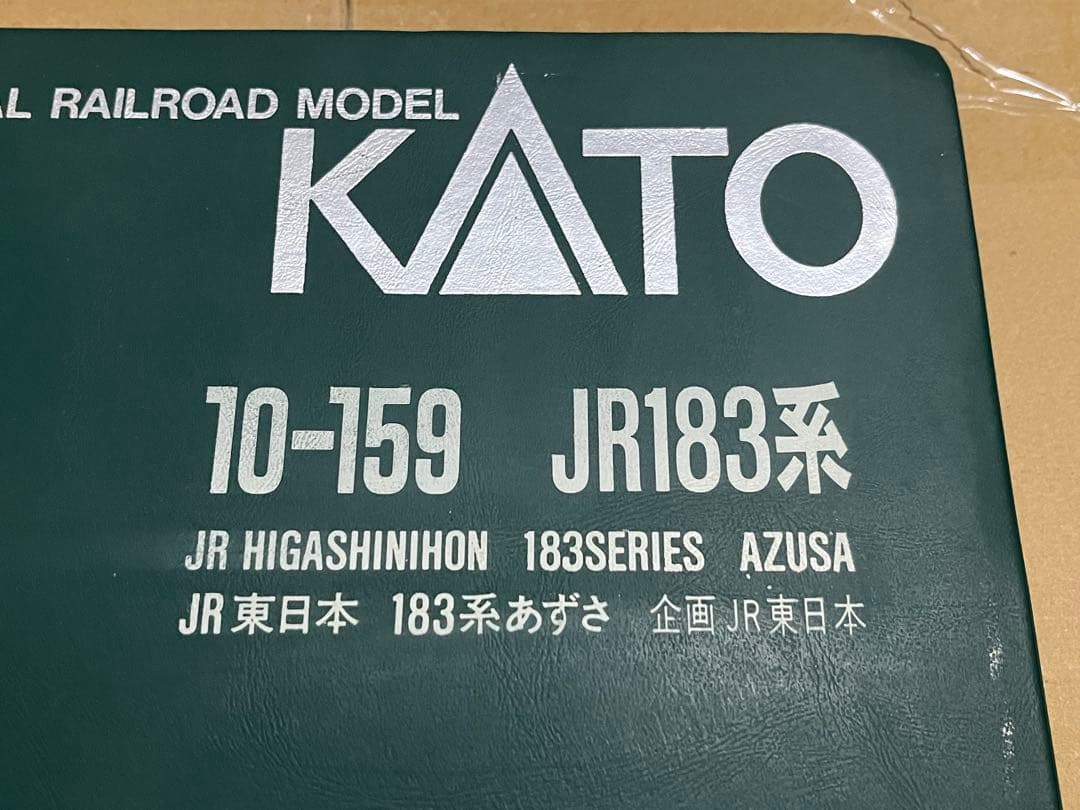 RAILROAD MODEL
KATO
10-159 JR183系
JR HIGASHINIHON 183SERIES AZUSA
JR東日本 183系あずさ 企画 JR東日本